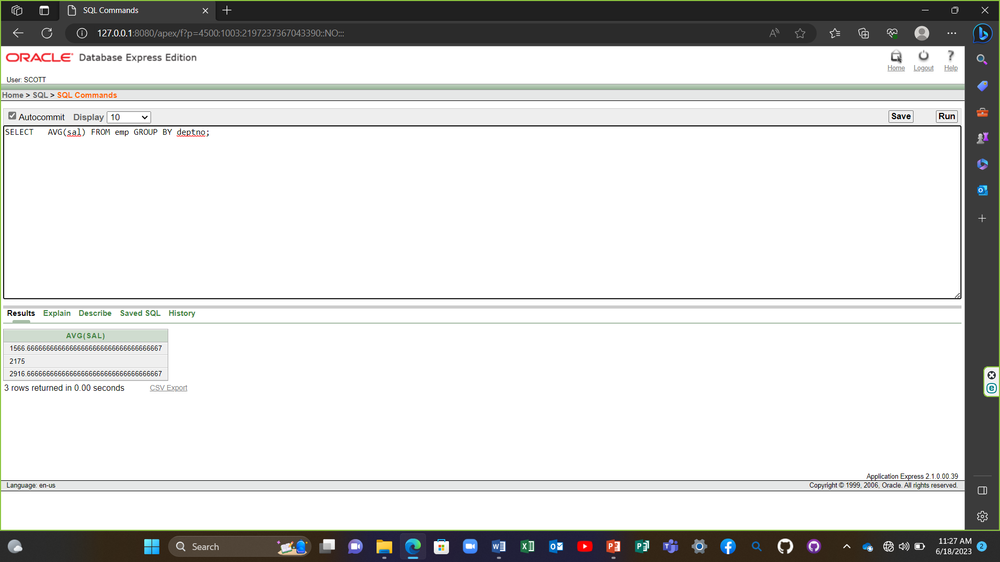 SQL Commands
127.0.0.1:8080/apex/f?p=4500:1003:2197237367043390::NO:::
ORACLE Database Express Edition
Home Logout Help
User: SCOTT
Home > SQL > SQL Commands
Autocommit Display 10 Save Run
SELECT   AVG(sal) FROM emp GROUP BY deptno;
Results Explain Describe Saved SQL History
AVG(SAL)
1566.66666666666666666666666666666667
2175
2916.66666666666666666666666666666667
3 rows returned in 0.00 seconds CSV Export
Application Express 2.1.0.00.39
Language: en-us Copyright © 1999, 2006, Oracle. All rights reserved.
Search
11:27 AM
6/18/2023 2